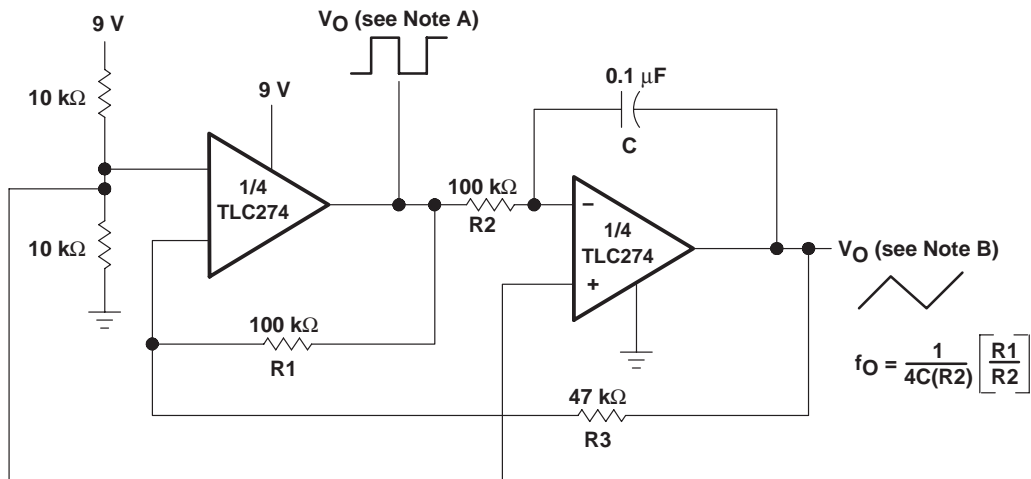 VO (see Note A)
9 V
10 kΩ
9 V
1/4
TLC274
10 kΩ
100 kΩ
R1
100 kΩ
R2
0.1 µF
C
–
1/4
TLC274
+
VO (see Note B)
47 kΩ
R3
fO = 1 / 4C(R2) [R1 / R2]